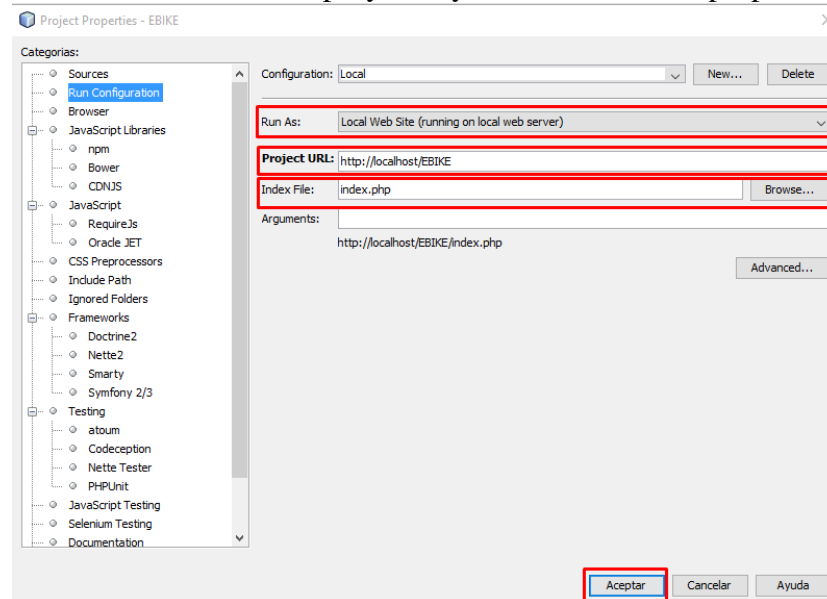 Project Properties - EBIKE
Categorias:
Sources
Run Configuration
Browser
JavaScript Libraries
npm
Bower
CDNJS
JavaScript
RequireJs
Oracle JET
CSS Preprocessors
Include Path
Ignored Folders
Frameworks
Doctrine2
Nette2
Smarty
Symfony 2/3
Testing
atoum
Codeception
Nette Tester
PHPUnit
JavaScript Testing
Selenium Testing
Documentation
Configuration: Local New... Delete
Run As: Local Web Site (running on local web server)
Project URL: http://localhost/EBIKE
Index File: index.php Browse...
Arguments:
http://localhost/EBIKE/index.php
Advanced...
Aceptar Cancelar Ayuda